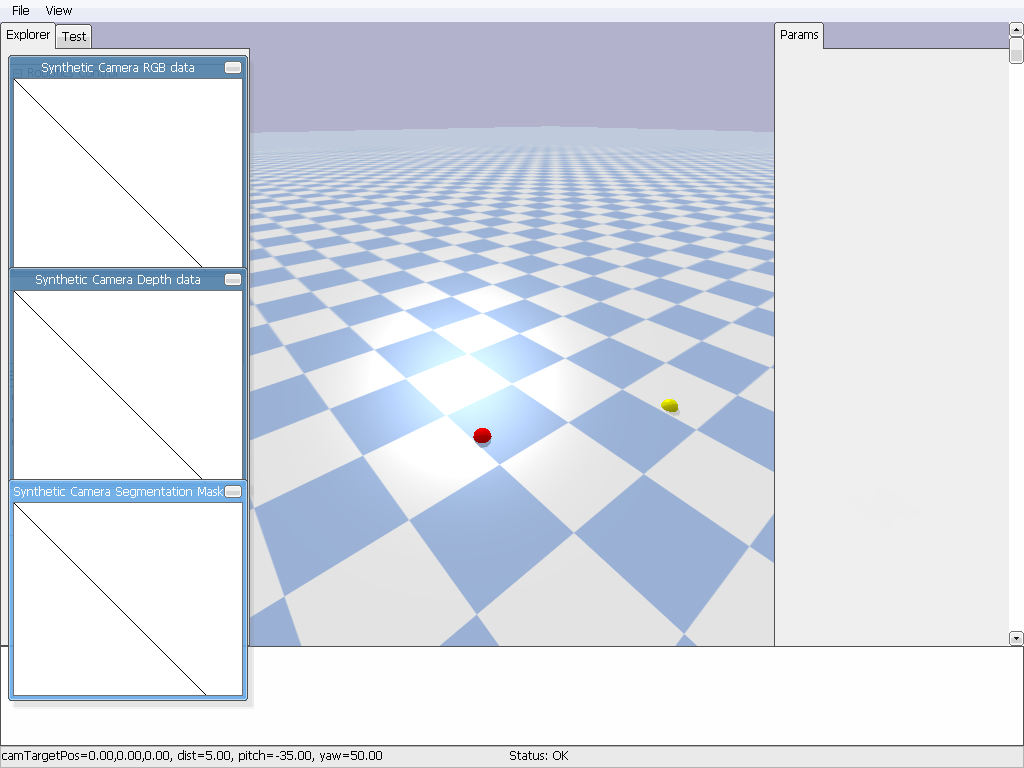 File View
Explorer Test
Params
Synthetic Camera RGB data
Synthetic Camera Depth data
Synthetic Camera Segmentation Mask
camTargetPos=0.00,0.00,0.00, dist=5.00, pitch=-35.00, yaw=50.00
Status: OK